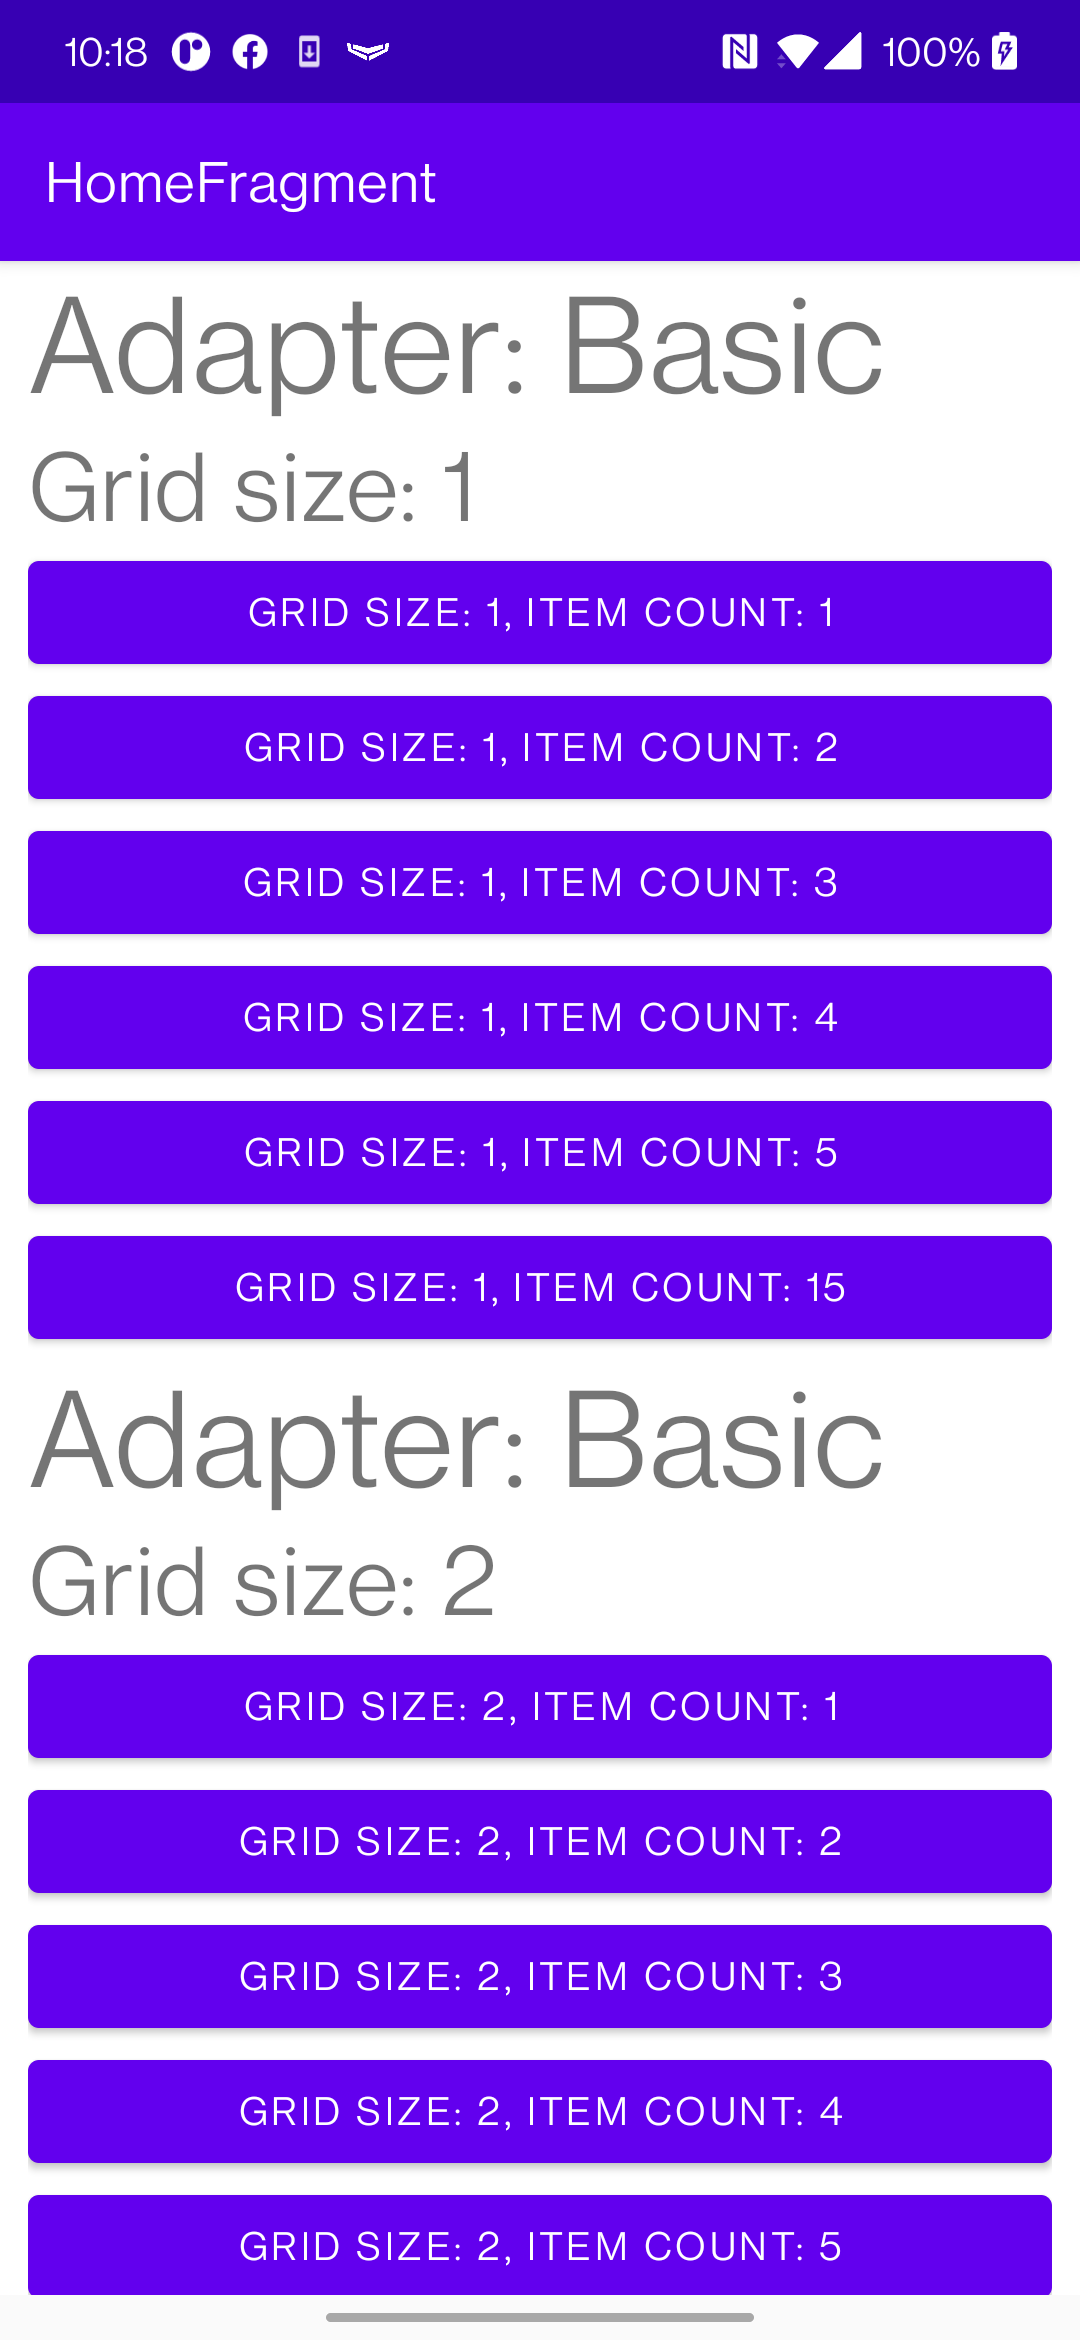 10:18 100%
HomeFragment
Adapter: Basic
Grid size: 1
GRID SIZE: 1, ITEM COUNT: 1
GRID SIZE: 1, ITEM COUNT: 2
GRID SIZE: 1, ITEM COUNT: 3
GRID SIZE: 1, ITEM COUNT: 4
GRID SIZE: 1, ITEM COUNT: 5
GRID SIZE: 1, ITEM COUNT: 15
Adapter: Basic
Grid size: 2
GRID SIZE: 2, ITEM COUNT: 1
GRID SIZE: 2, ITEM COUNT: 2
GRID SIZE: 2, ITEM COUNT: 3
GRID SIZE: 2, ITEM COUNT: 4
GRID SIZE: 2, ITEM COUNT: 5